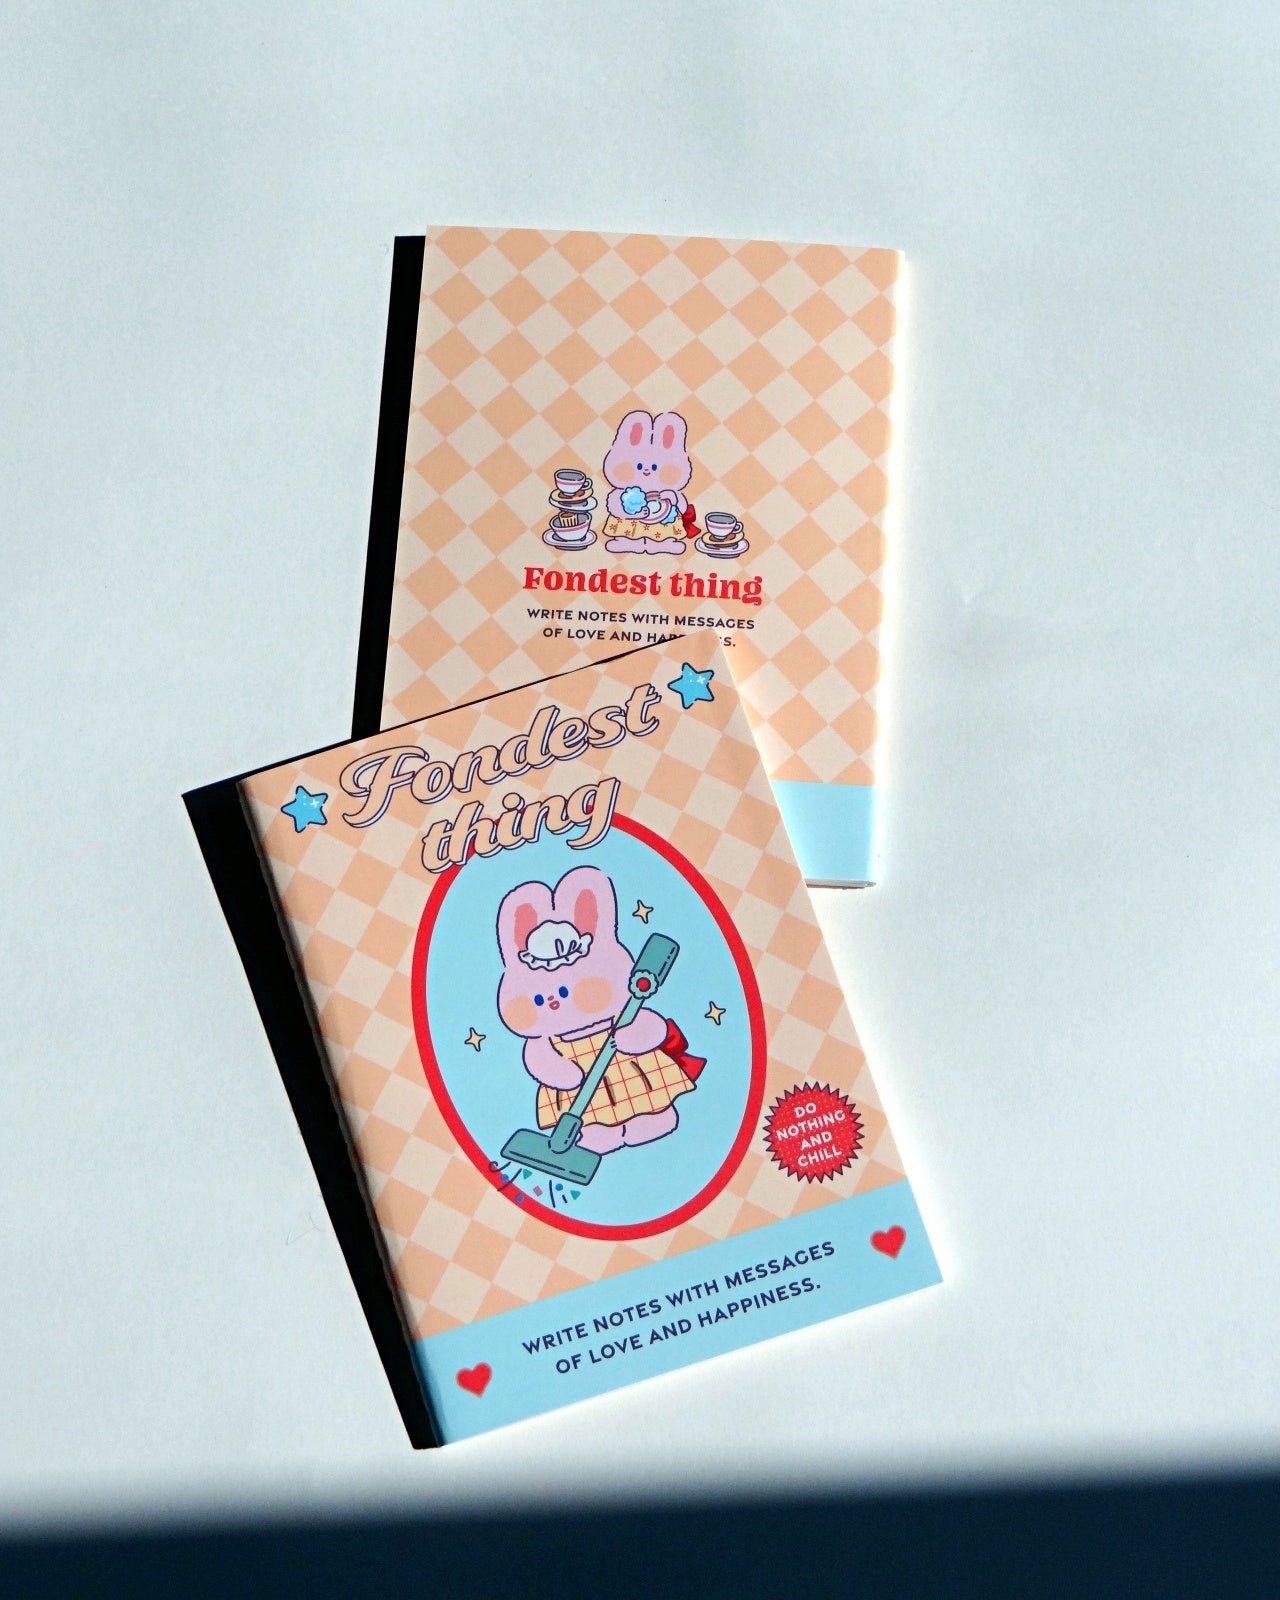 Fondest thing
WRITE NOTES WITH MESSAGES
OF LOVE AND
Fondest
thing
DO
NOTHING
AND
CHILL
WRITE NOTES WITH MESSAGES
OF LOVE AND HAPPINESS.